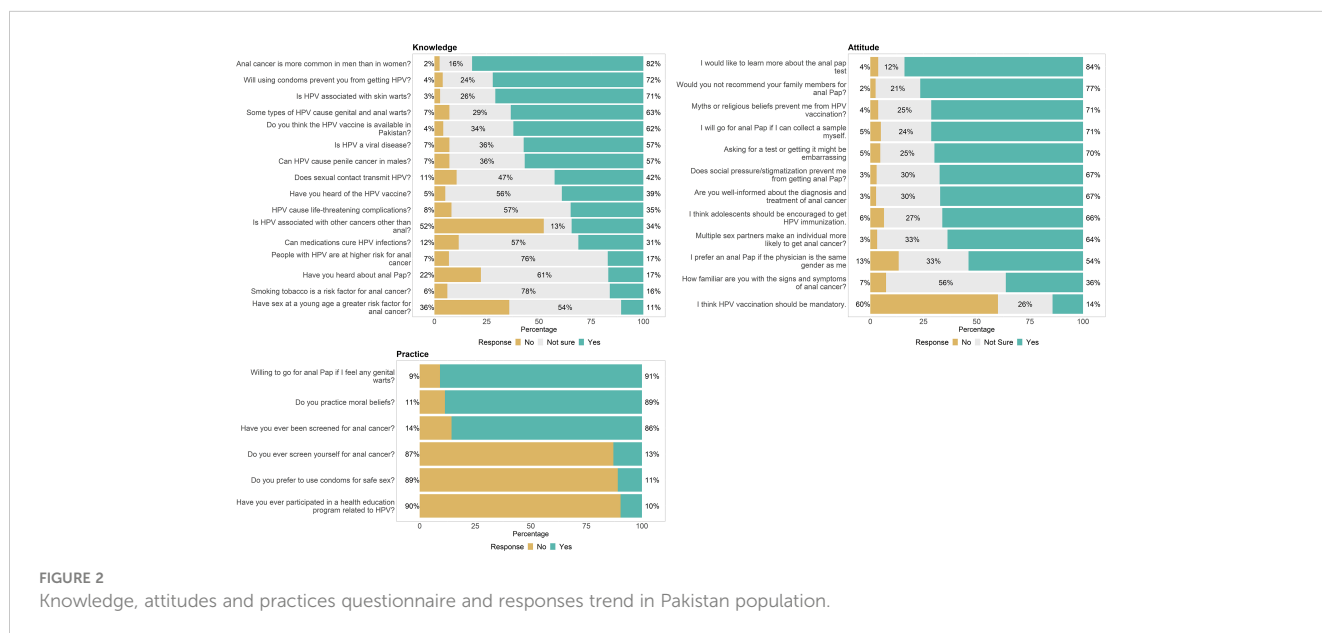 Knowledge
Anal cancer is more common in men than in women? 2% 16% 82%
Will using condoms prevent you from getting HPV? 4% 24% 72%
Is HPV associated with skin warts? 3% 26% 71%
Some types of HPV cause genital and anal warts? 7% 29% 63%
Do you think the HPV vaccine is available in
Pakistan? 4% 34% 62%
Is HPV a viral disease? 7% 36% 57%
Can HPV cause penile cancer in males? 7% 36% 57%
Does sexual contact transmit HPV? 11% 47% 42%
Have you heard of the HPV vaccine? 5% 56% 39%
HPV cause life-threatening complications? 8% 57% 35%
Is HPV associated with other cancers other than
anal? 52% 13% 34%
Can medications cure HPV infections? 12% 57% 31%
People with HPV are at higher risk for anal
cancer 7% 76% 17%
Have you heard about anal Pap? 22% 61% 17%
Smoking tobacco is a risk factor for anal cancer? 6% 78% 16%
Have sex at a young age a greater risk factor for
anal cancer? 36% 54% 11%
0 25 50 75 100
Percentage
Response No Not sure Yes
Attitude
I would like to learn more about the anal pap
test 4% 12% 84%
Would you not recommend your family members for
anal Pap? 2% 21% 77%
Myths or religious beliefs prevent me from HPV
vaccination? 4% 25% 71%
I will go for anal Pap if I can collect a sample
myself. 5% 24% 71%
Asking for a test or getting it might be
embarrassing 5% 25% 70%
Does social pressure/stigmatization prevent me
from getting anal Pap? 3% 30% 67%
Are you well-informed about the diagnosis and
treatment of anal cancer 3% 30% 67%
I think adolescents should be encouraged to get
HPV immunization. 6% 27% 66%
Multiple sex partners make an individual more
likely to get anal cancer? 3% 33% 64%
I prefer an anal Pap if the physician is the same
gender as me 13% 33% 54%
How familiar are you with the signs and symptoms
of anal cancer? 7% 56% 36%
I think HPV vaccination should be mandatory. 60% 26% 14%
0 25 50 75 100
Percentage
Response No Not Sure Yes
Practice
Willing to go for anal Pap if I feel any genital
warts? 9% 91%
Do you practice moral beliefs? 11% 89%
Have you ever been screened for anal cancer? 14% 86%
Do you ever screen yourself for anal cancer? 87% 13%
Do you prefer to use condoms for safe sex? 89% 11%
Have you ever participated in a health education
program related to HPV? 90% 10%
0 25 50 75 100
Percentage
Response No Yes
FIGURE 2
Knowledge, attitudes and practices questionnaire and responses trend in Pakistan population.